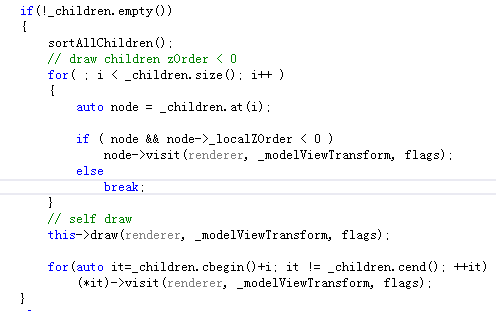 if(!_children.empty())
{
sortAllChildren();
// draw children zOrder < 0
for( ; i < _children.size(); i++ )
{
auto node = _children.at(i);
if ( node && node->_localZOrder < 0 )
node->visit(renderer, _modelViewTransform, flags);
else
break;
}
// self draw
this->draw(renderer, _modelViewTransform, flags);
for(auto it=_children.cbegin()+i; it != _children.cend(); ++it)
(*it)->visit(renderer, _modelViewTransform, flags);
}